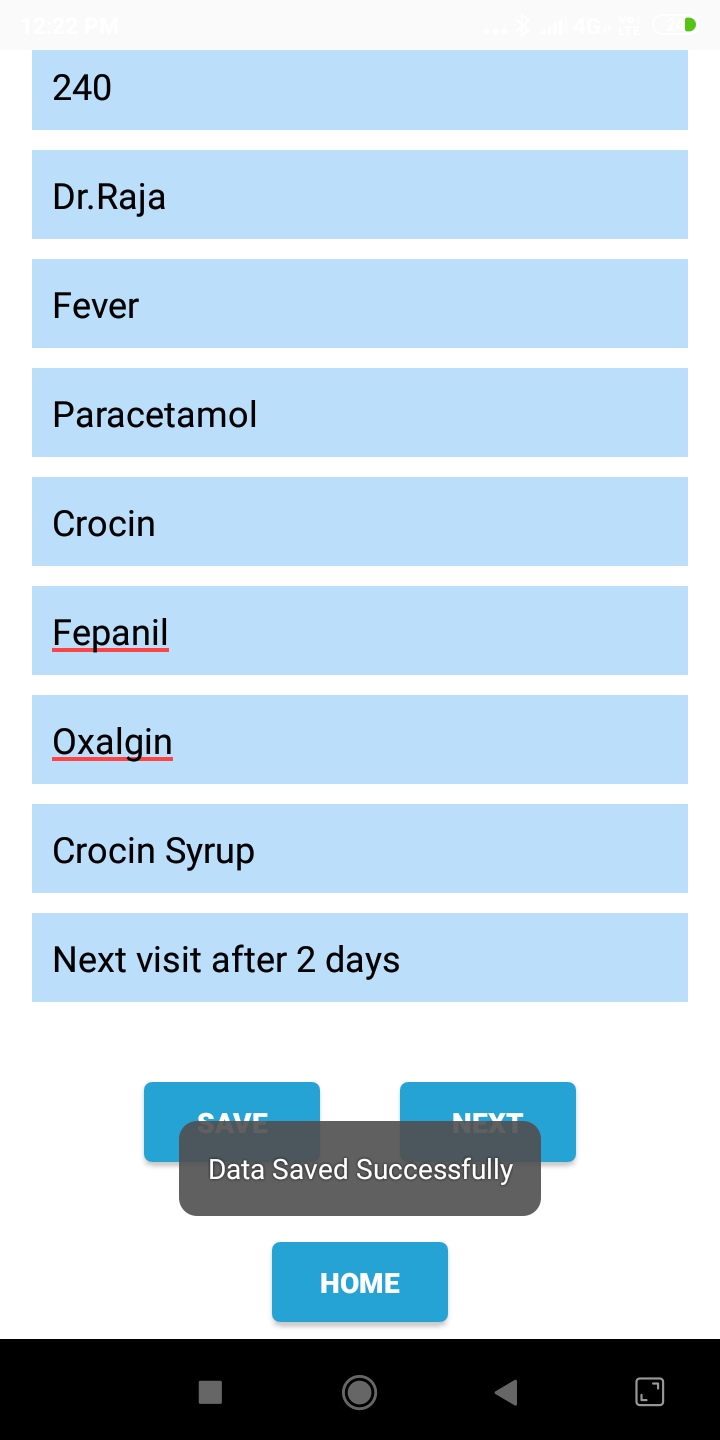 12:22 PM
4G
240
Dr.Raja
Fever
Paracetamol
Crocin
Fepanil
Oxalgin
Crocin Syrup
Next visit after 2 days
SAVE
NEXT
Data Saved Successfully
HOME